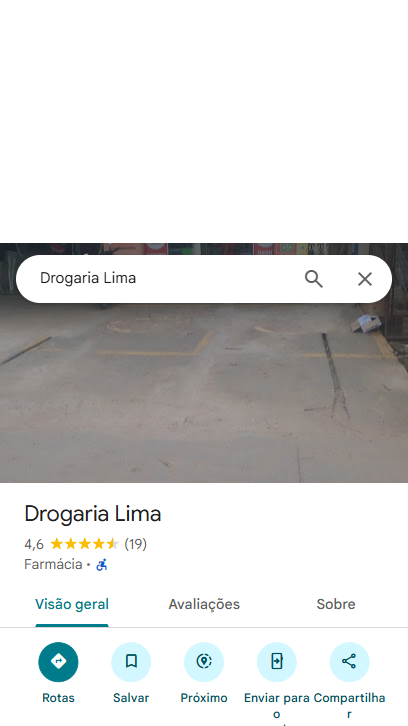 Drogaria Lima
Drogaria Lima
4,6 (19)
Farmácia ·
Visão geral Avaliações Sobre
Rotas Salvar Próximo Enviar para o Compartilhar